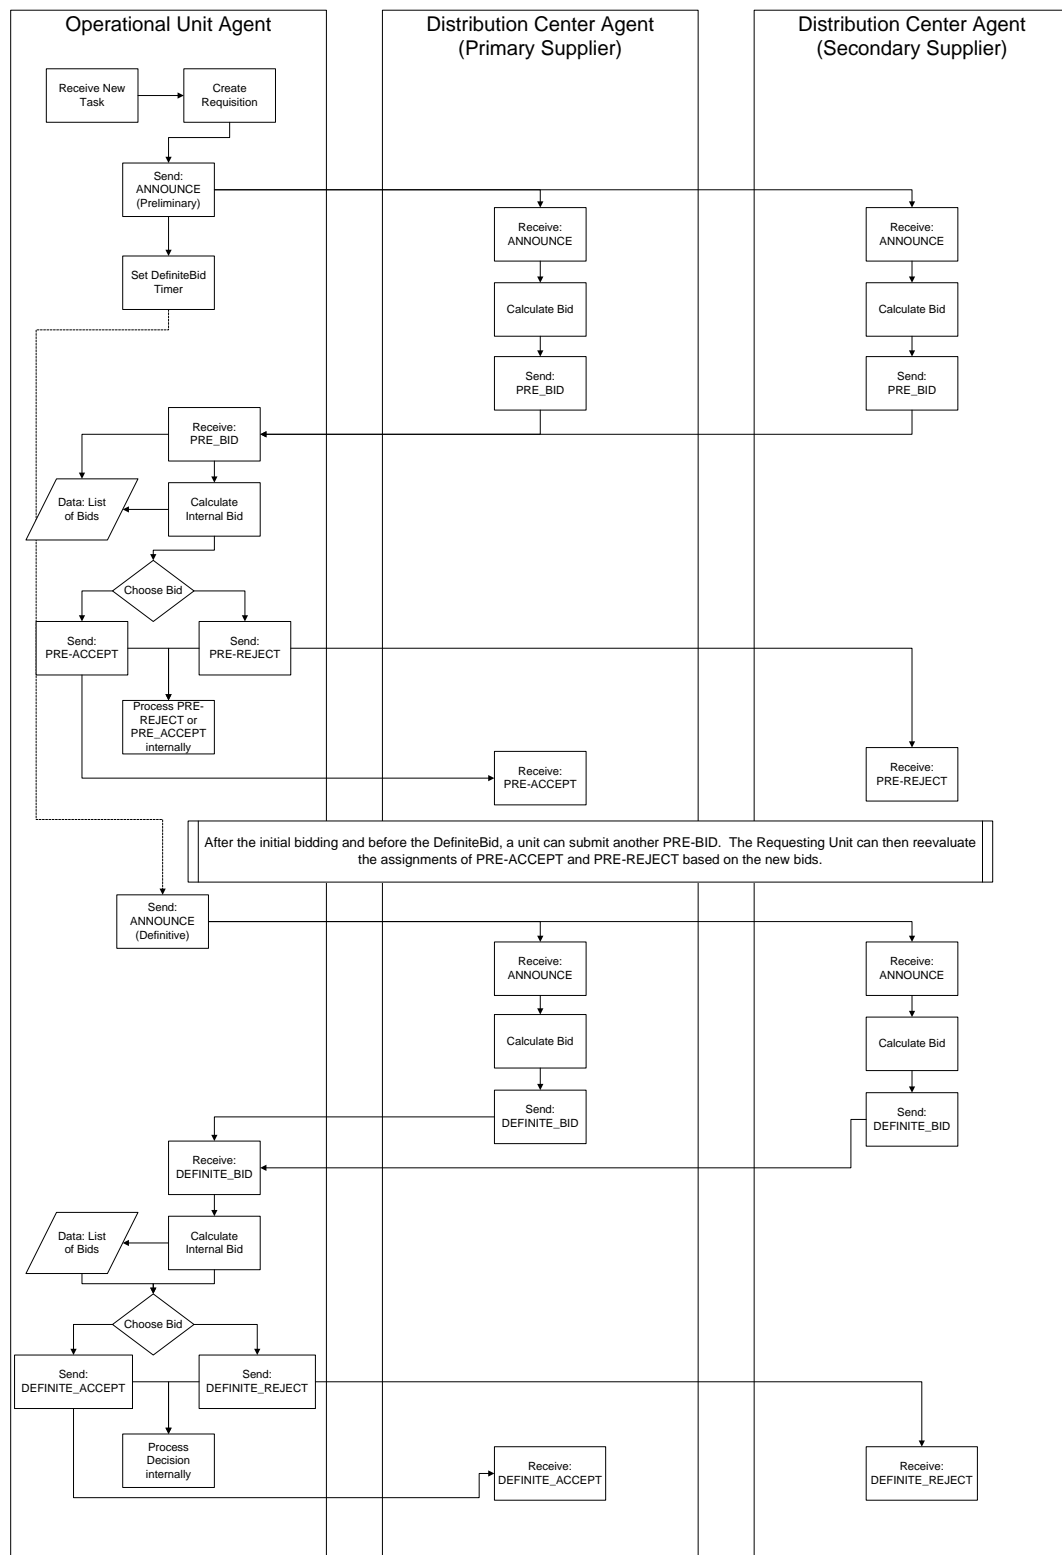 Operational Unit Agent
Distribution Center Agent
(Primary Supplier)
Distribution Center Agent
(Secondary Supplier)
Receive New
Task
Create
Requisition
Send:
ANNOUNCE
(Preliminary)
Receive:
ANNOUNCE
Receive:
ANNOUNCE
Set DefiniteBid
Timer
Calculate Bid
Calculate Bid
Send:
PRE_BID
Send:
PRE_BID
Receive:
PRE_BID
Data: List
of Bids
Calculate
Internal Bid
Choose Bid
Send:
PRE-ACCEPT
Send:
PRE-REJECT
Process PRE-
REJECT or
PRE_ACCEPT
internally
Receive:
PRE-ACCEPT
Receive:
PRE-REJECT
After the initial bidding and before the DefiniteBid, a unit can submit another PRE-BID.  The Requesting Unit can then reevaluate
the assignments of PRE-ACCEPT and PRE-REJECT based on the new bids.
Send:
ANNOUNCE
(Definitive)
Receive:
ANNOUNCE
Receive:
ANNOUNCE
Calculate Bid
Calculate Bid
Send:
DEFINITE_BID
Send:
DEFINITE_BID
Receive:
DEFINITE_BID
Data: List
of Bids
Calculate
Internal Bid
Choose Bid
Send:
DEFINITE_ACCEPT
Send:
DEFINITE_REJECT
Process
Decision
internally
Receive:
DEFINITE_ACCEPT
Receive:
DEFINITE_REJECT